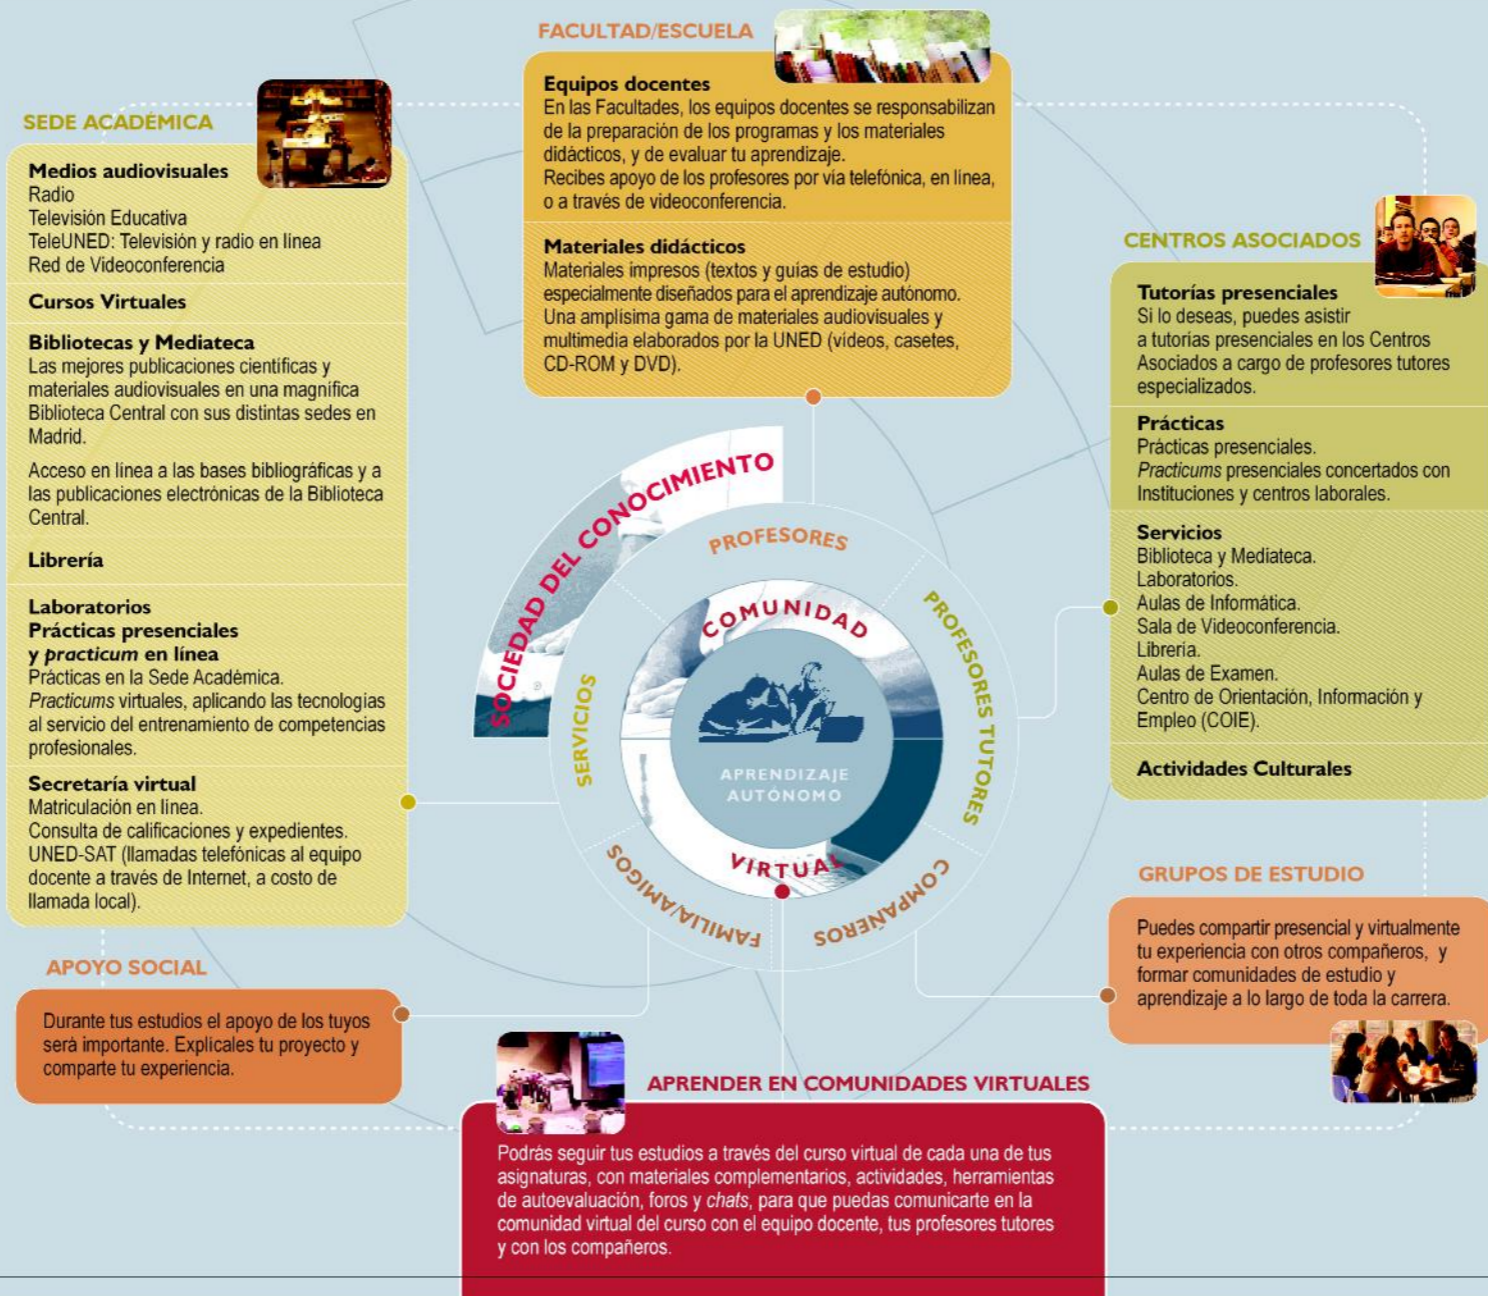 FACULTAD/ESCUELA
Equipos docentes
En las Facultades, los equipos docentes se responsabilizan
de la preparación de los programas y los materiales
didácticos, y de evaluar tu aprendizaje.
Recibes apoyo de los profesores por vía telefónica, en línea,
o a través de videoconferencia.
Materiales didácticos
Materiales impresos (textos y guías de estudio)
especialmente diseñados para el aprendizaje autónomo.
Una amplísima gama de materiales audiovisuales y
multimedia elaborados por la UNED (vídeos, casetes,
CD-ROM y DVD).
SEDE ACADÉMICA
Medios audiovisuales
Radio
Televisión Educativa
TeleUNED: Televisión y radio en línea
Red de Videoconferencia
Cursos Virtuales
Bibliotecas y Mediateca
Las mejores publicaciones científicas y
materiales audiovisuales en una magnífica
Biblioteca Central con sus distintas sedes en
Madrid.
Acceso en línea a las bases bibliográficas y a
las publicaciones electrónicas de la Biblioteca
Central.
Librería
Laboratorios
Prácticas presenciales
y practicum en línea
Prácticas en la Sede Académica.
Practicums virtuales, aplicando las tecnologías
al servicio del entrenamiento de competencias
profesionales.
Secretaría virtual
Matriculación en línea.
Consulta de calificaciones y expedientes.
UNED-SAT (llamadas telefónicas al equipo
docente a través de Internet, a costo de
llamada local).
CENTROS ASOCIADOS
Tutorías presenciales
Si lo deseas, puedes asistir
a tutorías presenciales en los Centros
Asociados a cargo de profesores tutores
especializados.
Prácticas
Prácticas presenciales.
Practicums presenciales concertados con
Instituciones y centros laborales.
Servicios
Biblioteca y Mediateca.
Laboratorios.
Aulas de Informática.
Sala de Videoconferencia.
Libreria.
Aulas de Examen.
Centro de Orientación, Información y
Empleo (COIE).
Actividades Culturales
SOCIEDAD DEL CONOCIMIENTO
PROFESORES
PROFESORES TUTORES
COMPAÑEROS
FAMILIA/AMIGOS
SERVICIOS
COMUNIDAD
VIRTUAL
APRENDIZAJE
AUTÓNOMO
APOYO SOCIAL
Durante tus estudios el apoyo de los tuyos
será importante. Explícales tu proyecto y
comparte tu experiencia.
GRUPOS DE ESTUDIO
Puedes compartir presencial y virtualmente
tu experiencia con otros compañeros, y
formar comunidades de estudio y
aprendizaje a lo largo de toda la carrera.
APRENDER EN COMUNIDADES VIRTUALES
Podrás seguir tus estudios a través del curso virtual de cada una de tus
asignaturas, con materiales complementarios, actividades, herramientas
de autoevaluación, foros y chats, para que puedas comunicarte en la
comunidad virtual del curso con el equipo docente, tus profesores tutores
y con los compañeros.